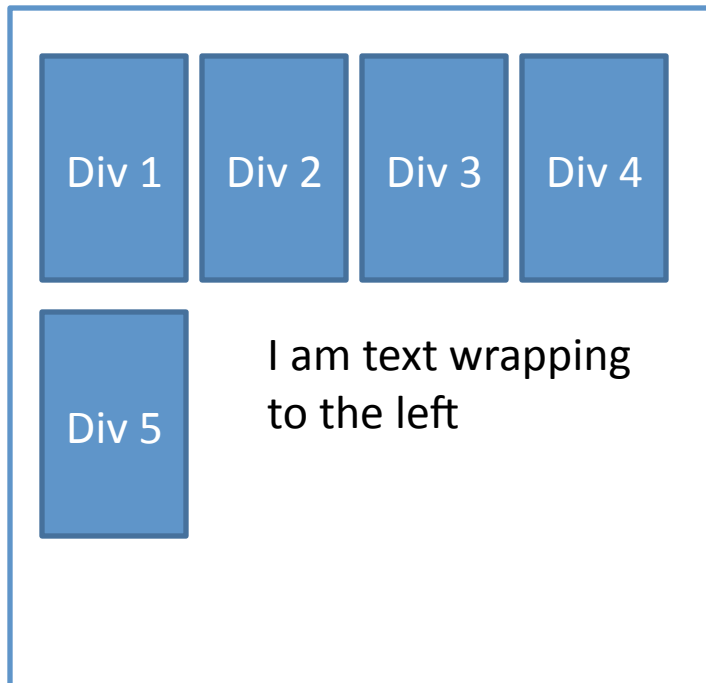 Div 1
Div 2
Div 3
Div 4
Div 5
I am text wrapping
to the left